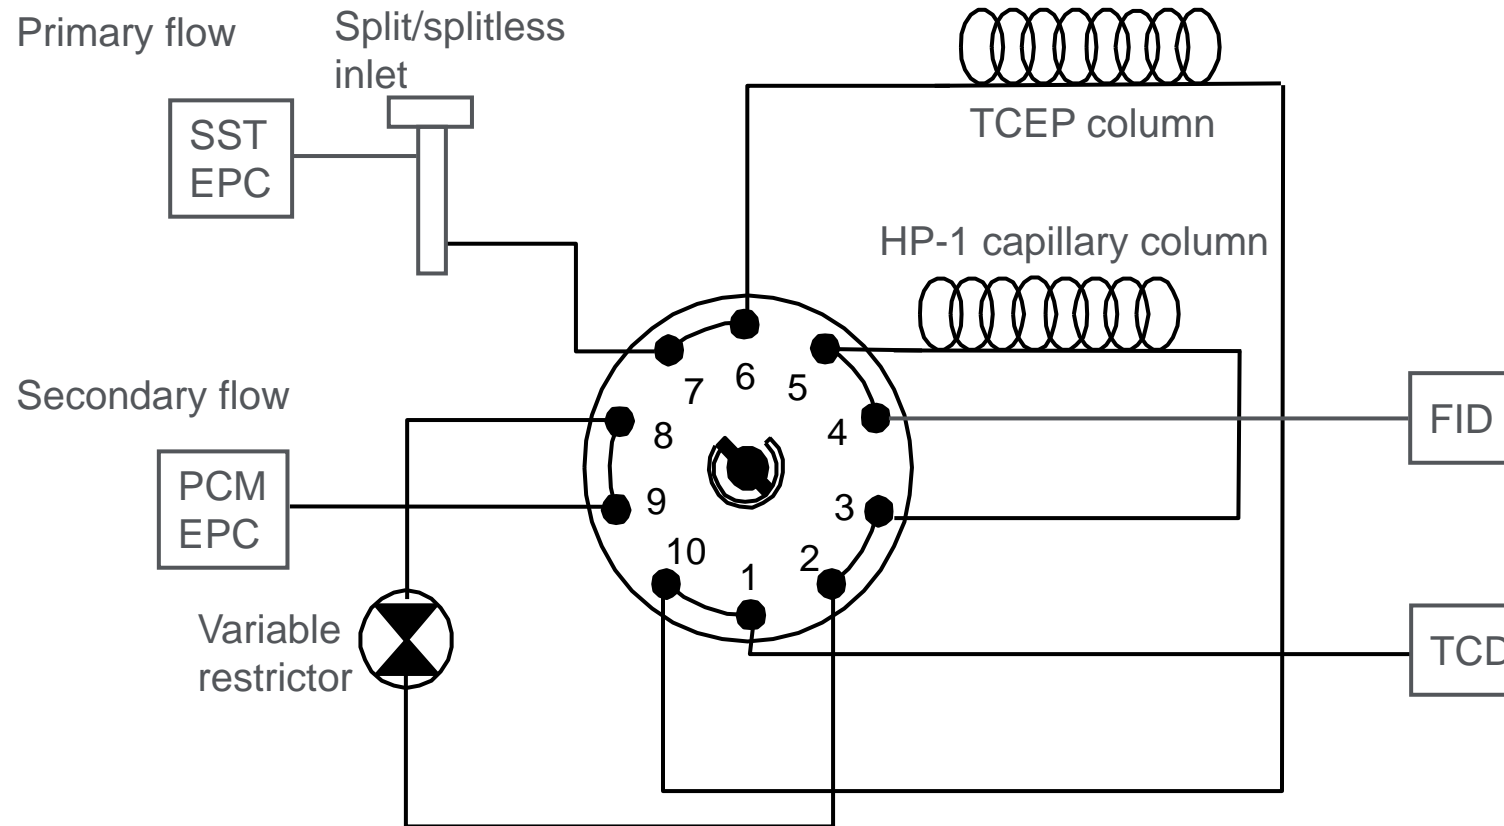 Primary flow
Split/splitless
inlet
SST
EPC
TCEP column
HP-1 capillary column
7
6
5
Secondary flow
8
4
FID
PCM
EPC
9
3
10
1
2
Variable
restrictor
TCD